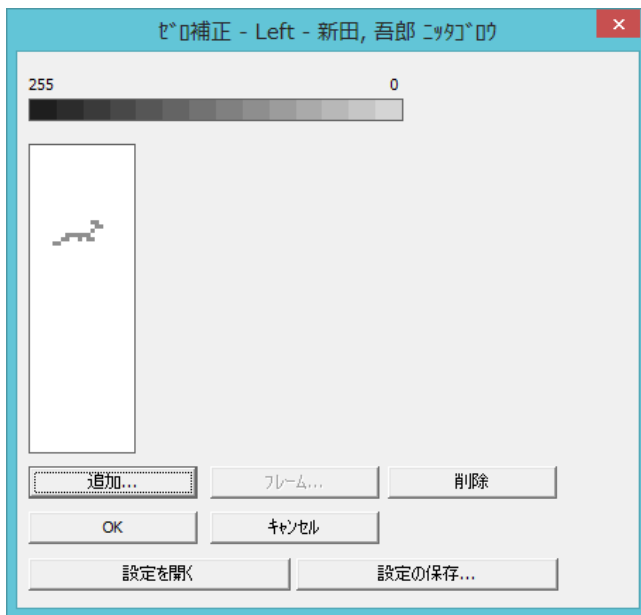 ｾﾞﾛ補正 - Left - 新田, 吾郎 ﾆｯﾀｺﾞﾛｳ
255 0
追加... ﾌﾚｰﾑ... 削除
OK ｷｬﾝｾﾙ
設定を開く 設定の保存...